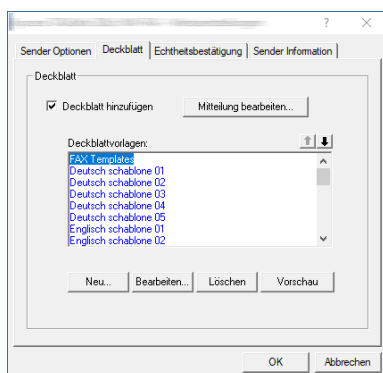 ?
Sender Optionen Deckblatt Echtheitsbestätigung Sender Information
Deckblatt
Deckblatt hinzufügen Mitteilung bearbeiten...
Deckblattvorlagen:
FAX Templates
Deutsch schablone 01
Deutsch schablone 02
Deutsch schablone 03
Deutsch schablone 04
Deutsch schablone 05
Englisch schablone 01
Englisch schablone 02
Neu... Bearbeiten... Löschen Vorschau
OK Abbrechen